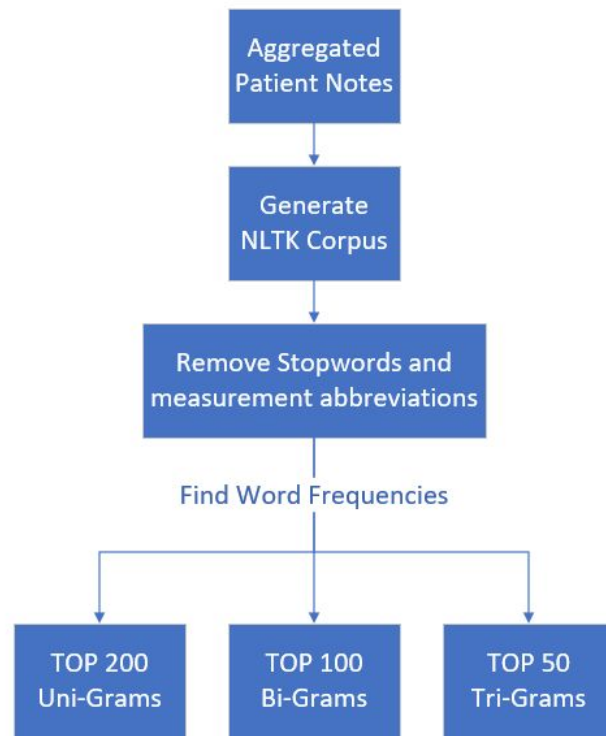 Aggregated
Patient Notes
Generate
NLTK Corpus
Remove Stopwords and
measurement abbreviations
Find Word Frequencies
TOP 200
Uni-Grams
TOP 100
Bi-Grams
TOP 50
Tri-Grams